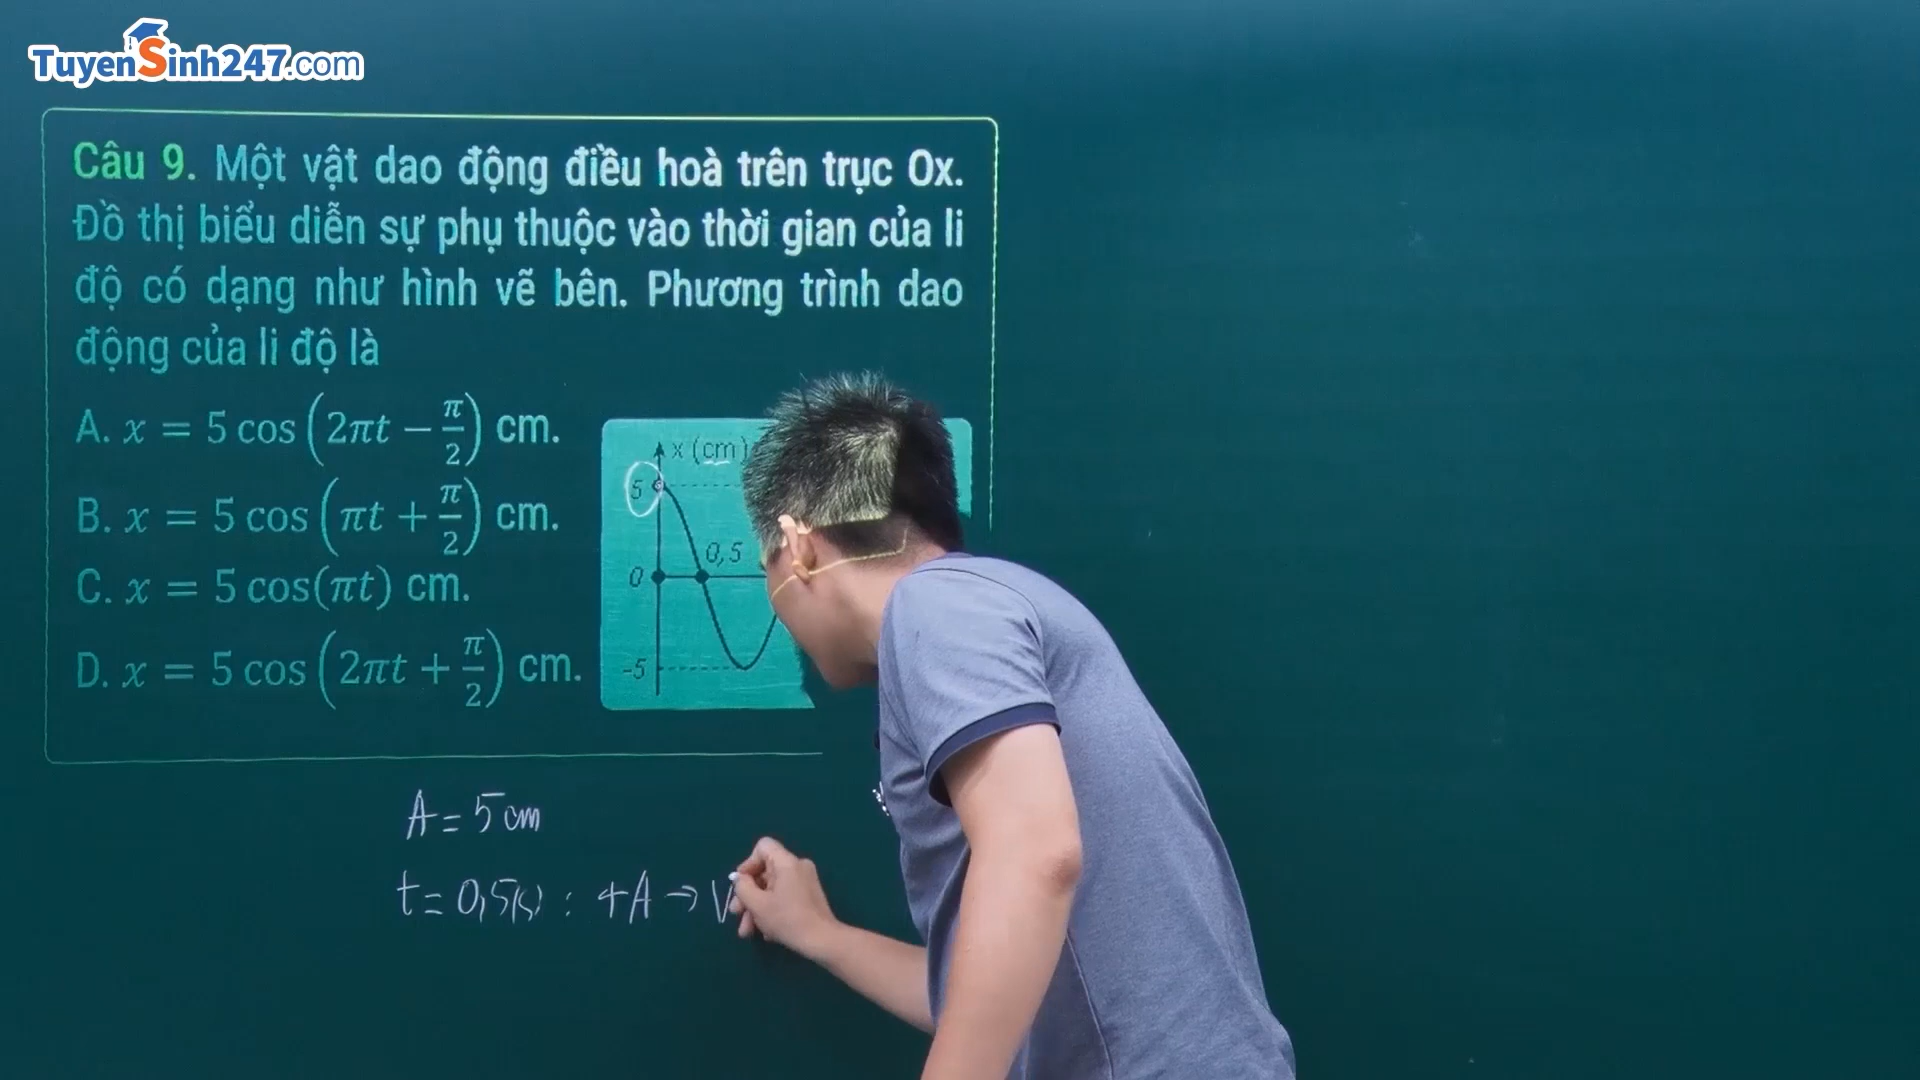 TuyenSinh247.com
Câu 9. Một vật dao động điều hoà trên trục Ox.
Đồ thị biểu diễn sự phụ thuộc vào thời gian của li
độ có dạng như hình vẽ bên. Phương trình dao
động của li độ là
A. x = 5 cos(2πt − π/2) cm.
B. x = 5 cos(πt + π/2) cm.
C. x = 5 cos(πt) cm.
D. x = 5 cos(2πt + π/2) cm.
x (cm)
5
0,5
0
-5
A = 5 cm
t = 0,5(s) : +A → V